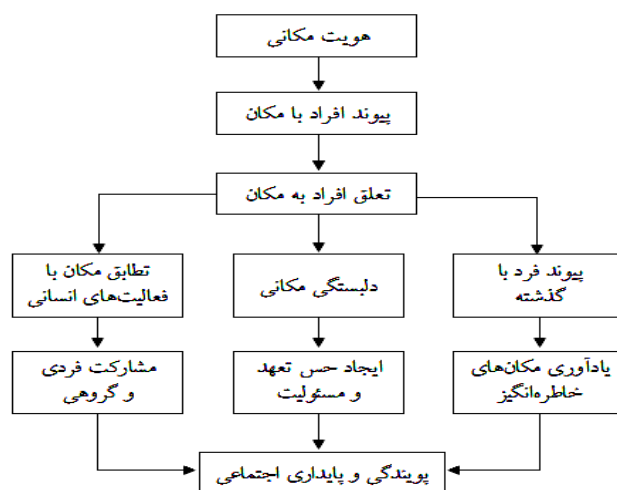 هویت مکانی
پیوند افراد با مکان
تعلق افراد به مکان
پیوند فرد با
گذشته
دلبستگی مکانی
تطابق مکان با
فعالیت‌های انسانی
یادآوری مکان‌های
خاطره‌انگیز
ایجاد حس تعهد
و مسئولیت
مشارکت فردی
و گروهی
پویندگی و پایداری اجتماعی